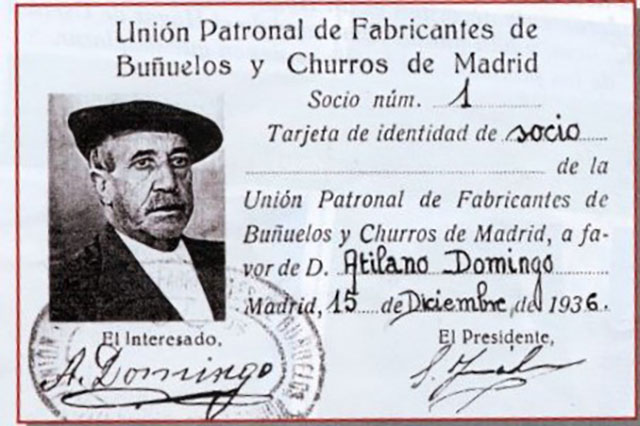 Unión Patronal de Fabricantes de
Buñuelos y Churros de Madrid
Socio núm. 1
Tarjeta de identidad de socio
de la
Unión Patronal de Fabricantes de
Buñuelos y Churros de Madrid, a fa-
vor de D. Atilano Domingo
Madrid, 15 de Diciembre de 1936.
El Interesado, El Presidente,
A. Domingo